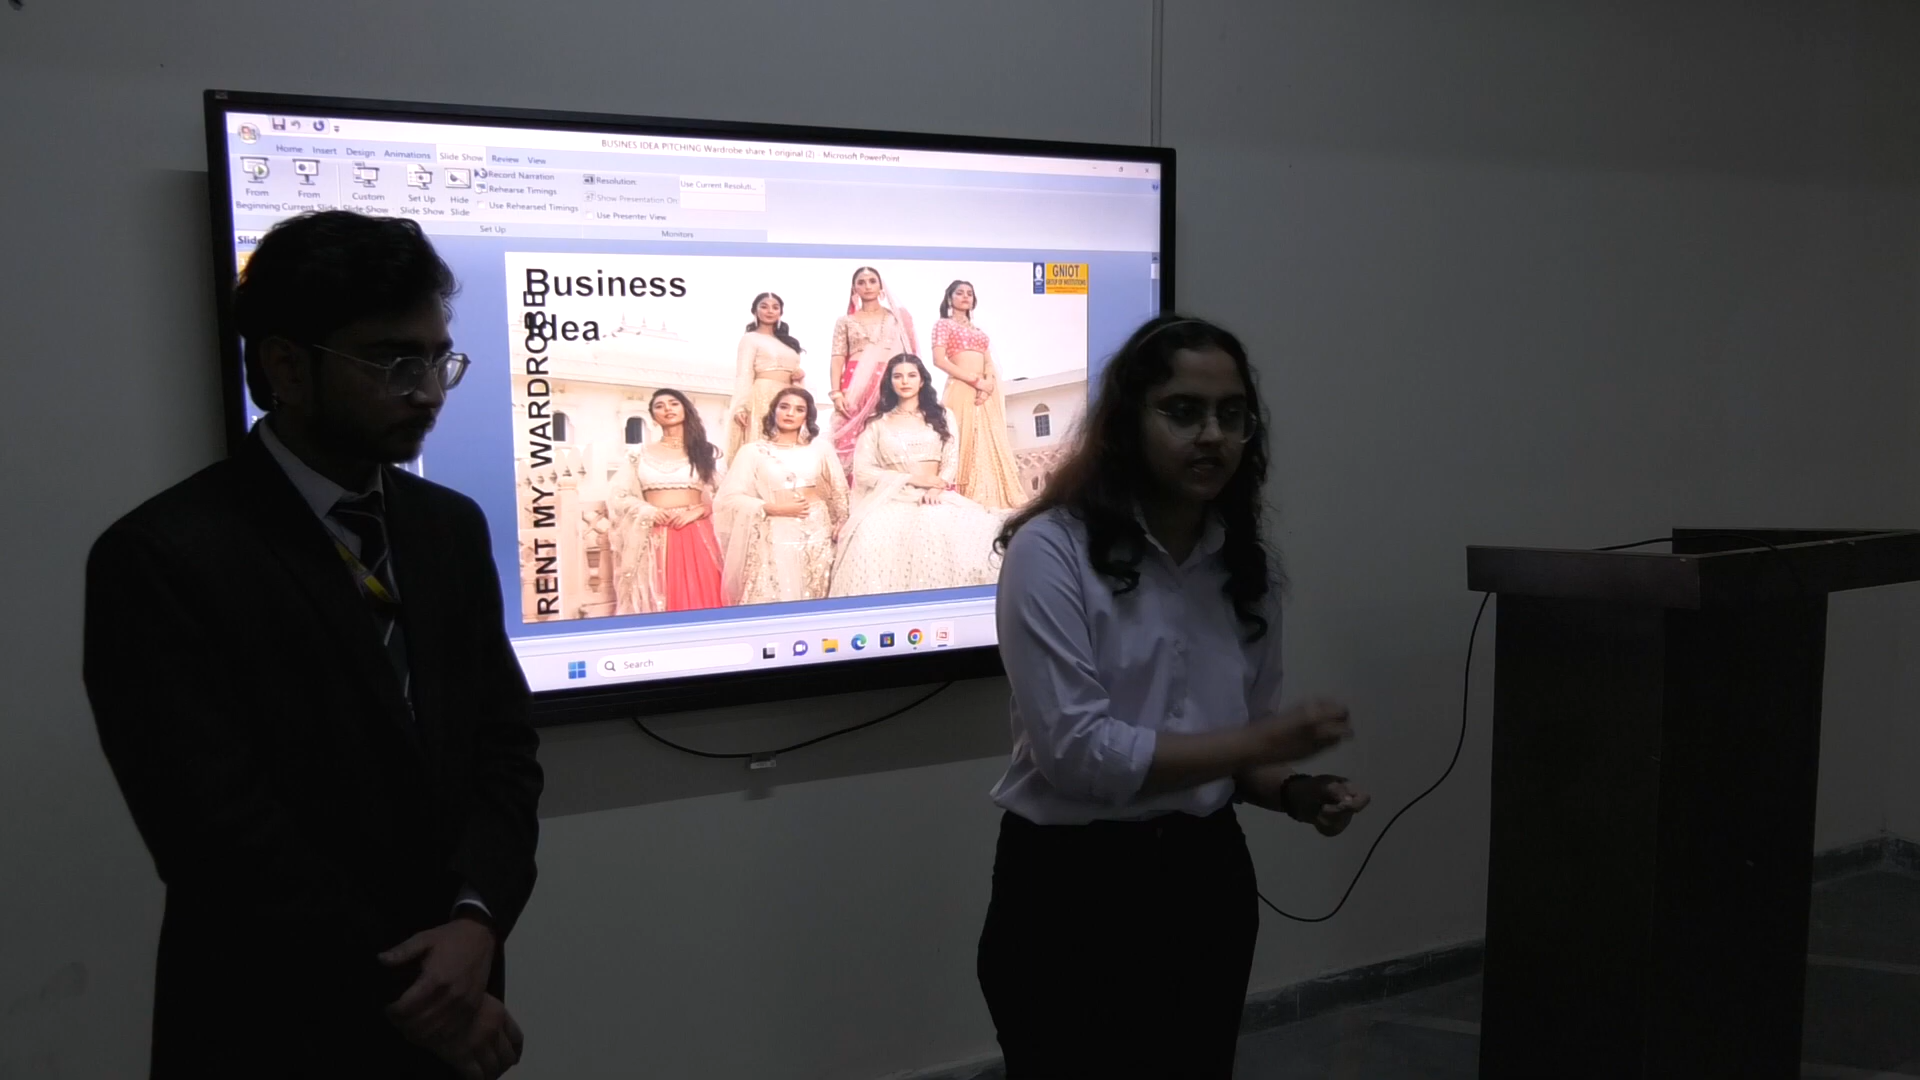 BUSINES IDEA PITCHING Wardrobe share 1 original (2) - Microsoft PowerPoint
Home Insert Design Animations Slide Show Review View
From Beginning
From Current Slide
Custom Slide Show
Set Up Slide Show
Hide Slide
Record Narration
Rehearse Timings
Use Rehearsed Timings
Set Up
Resolution:
Use Current Resoluti...
Show Presentation On
Use Presenter View
Monitors
Business
Idea
RENT MY WARDROBE
GNIOT
GROUP OF INSTITUTIONS
Search